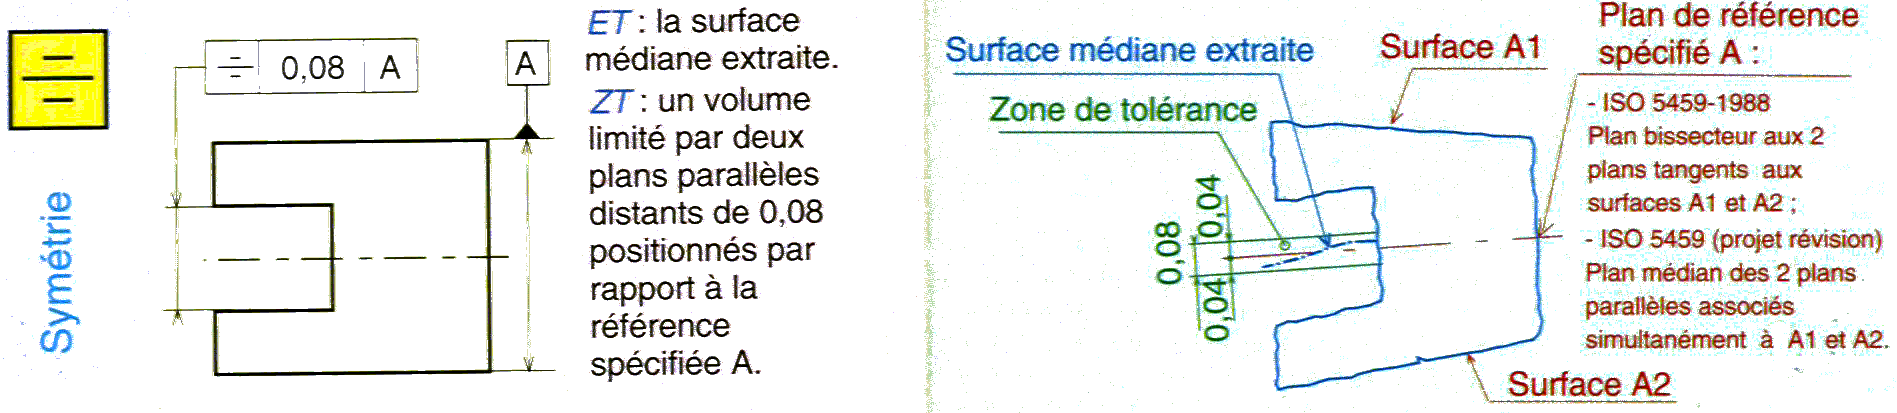 Symétrie
0,08 A
A
ET : la surface
médiane extraite.
ZT : un volume
limité par deux
plans parallèles
distants de 0,08
positionnés par
rapport à la
référence
spécifiée A.
Surface médiane extraite
Zone de tolérance
0,08
0,04
0,04
Surface A1
Surface A2
Plan de référence
spécifié A :
- ISO 5459-1988
Plan bissecteur aux 2
plans tangents aux
surfaces A1 et A2 ;
- ISO 5459 (projet révision)
Plan médian des 2 plans
parallèles associés
simultanément à A1 et A2.